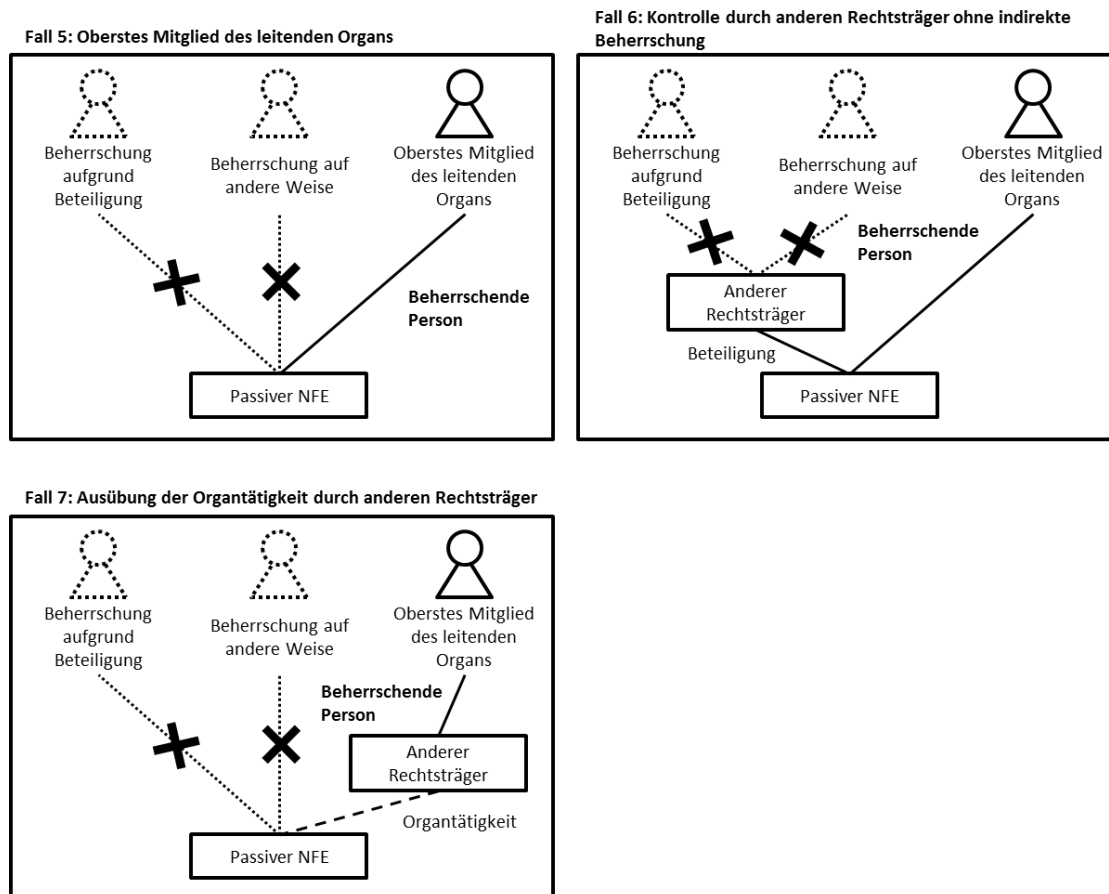 Fall 5: Oberstes Mitglied des leitenden Organs
Beherrschung
aufgrund
Beteiligung
Beherrschung auf
andere Weise
Oberstes Mitglied
des leitenden
Organs
Beherrschende
Person
Passiver NFE
Fall 6: Kontrolle durch anderen Rechtsträger ohne indirekte
Beherrschung
Beherrschung
aufgrund
Beteiligung
Beherrschung auf
andere Weise
Oberstes Mitglied
des leitenden
Organs
Beherrschende
Person
Anderer
Rechtsträger
Beteiligung
Passiver NFE
Fall 7: Ausübung der Organtätigkeit durch anderen Rechtsträger
Beherrschung
aufgrund
Beteiligung
Beherrschung auf
andere Weise
Oberstes Mitglied
des leitenden
Organs
Beherrschende
Person
Anderer
Rechtsträger
Organtätigkeit
Passiver NFE